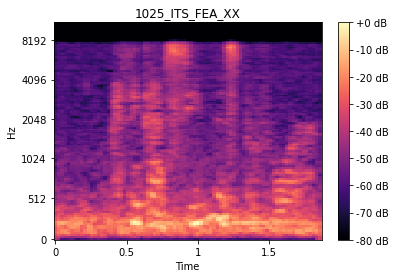 1025_ITS_FEA_XX
+0 dB
8192
-10 dB
4096
-20 dB
-30 dB
2048
Hz
-40 dB
1024
-50 dB
512
-60 dB
-70 dB
0
-80 dB
0
0.5
1
1.5
Time